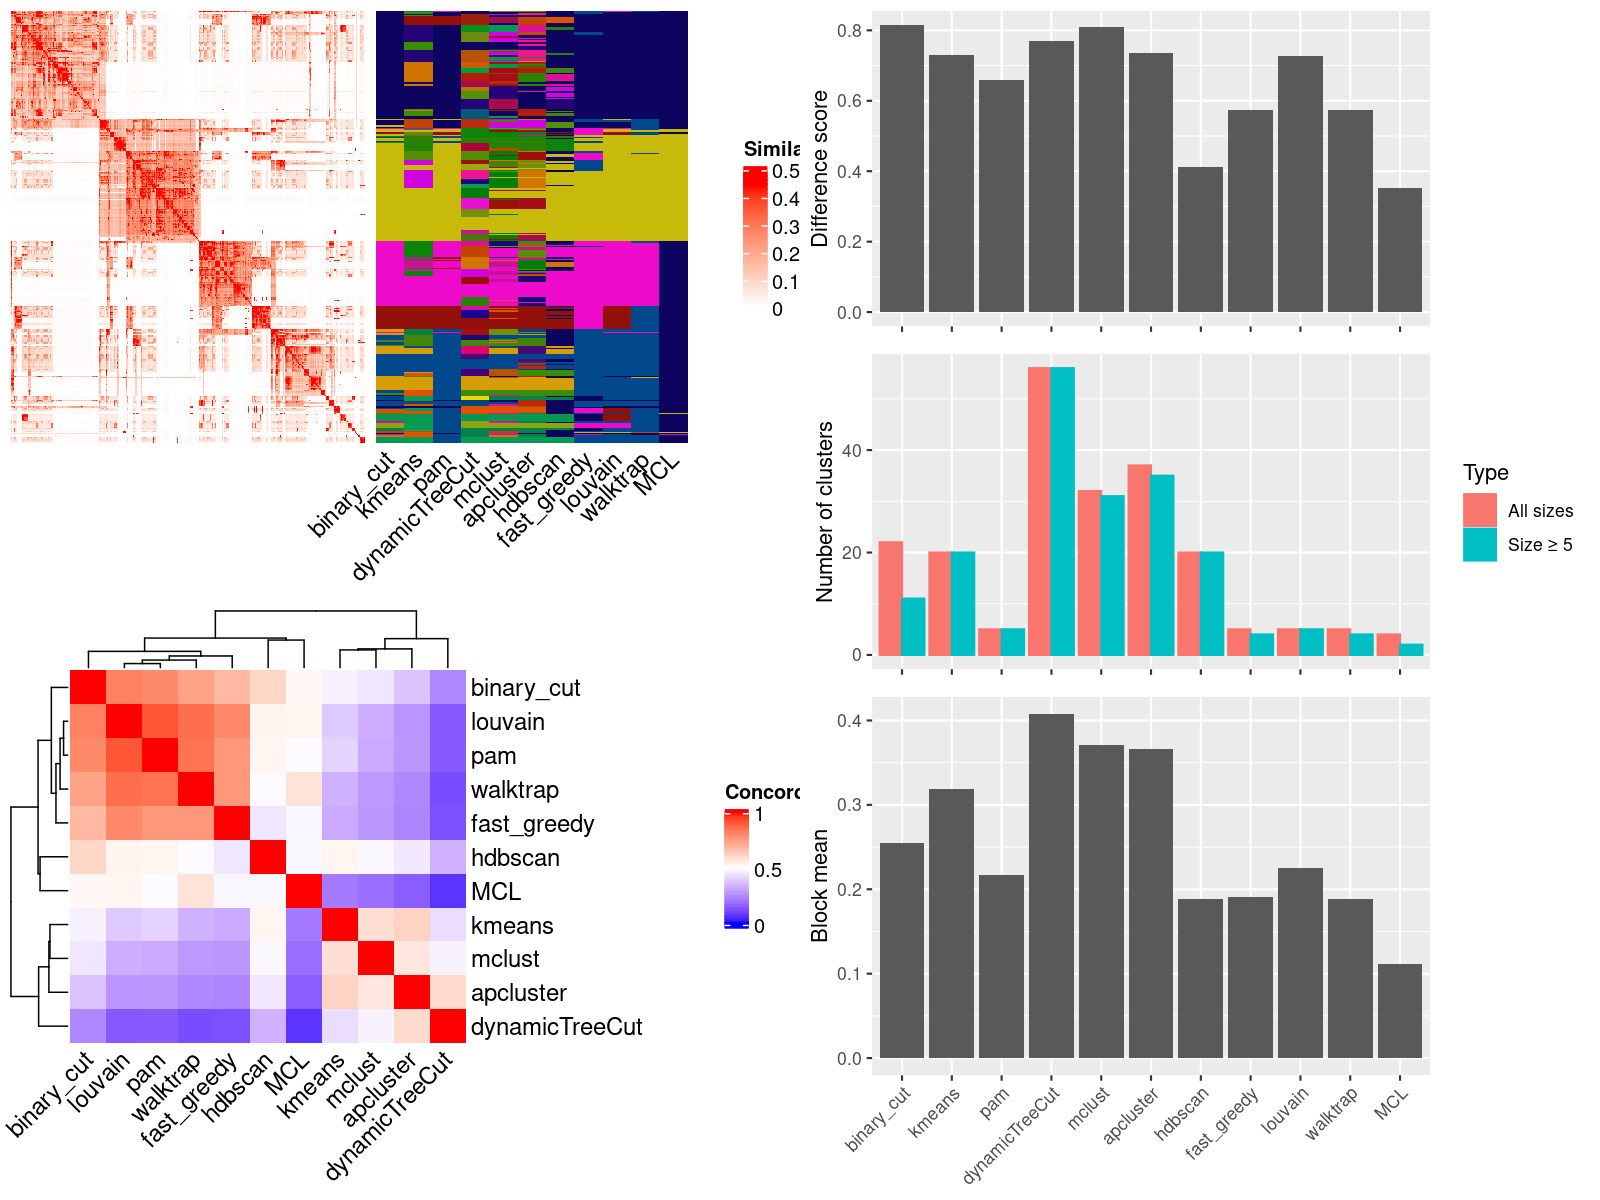 Simila
0.5
0.4
0.3
0.2
0.1
0
binary_cut
kmeans
pam
dynamicTreeCut
mclust
apcluster
hdbscan
fast_greedy
louvain
walktrap
MCL
Difference score
0.8
0.6
0.4
0.2
0.0
Number of clusters
40
20
0
Type
All sizes
Size ≥ 5
binary_cut
louvain
pam
walktrap
fast_greedy
hdbscan
MCL
kmeans
mclust
apcluster
dynamicTreeCut
binary_cut
louvain
pam
walktrap
fast_greedy
hdbscan
MCL
kmeans
mclust
apcluster
dynamicTreeCut
Concord
1
0.5
0
Block mean
0.4
0.3
0.2
0.1
0.0
binary_cut
kmeans
pam
dynamicTreeCut
mclust
apcluster
hdbscan
fast_greedy
louvain
walktrap
MCL